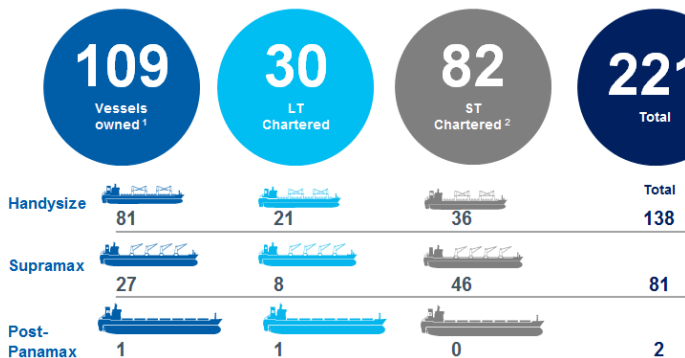 109 30 82 221
Vessels owned 1
LT Chartered
ST Chartered 2
Total
Total
Handysize
81 21 36 138
Supramax
27 8 46 81
Post-
Panamax
1 1 0 2